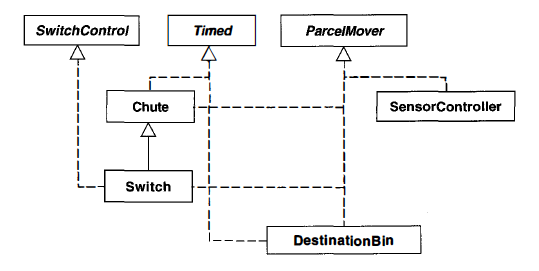 SwitchControl
Timed
ParcelMover
Chute
SensorController
Switch
DestinationBin